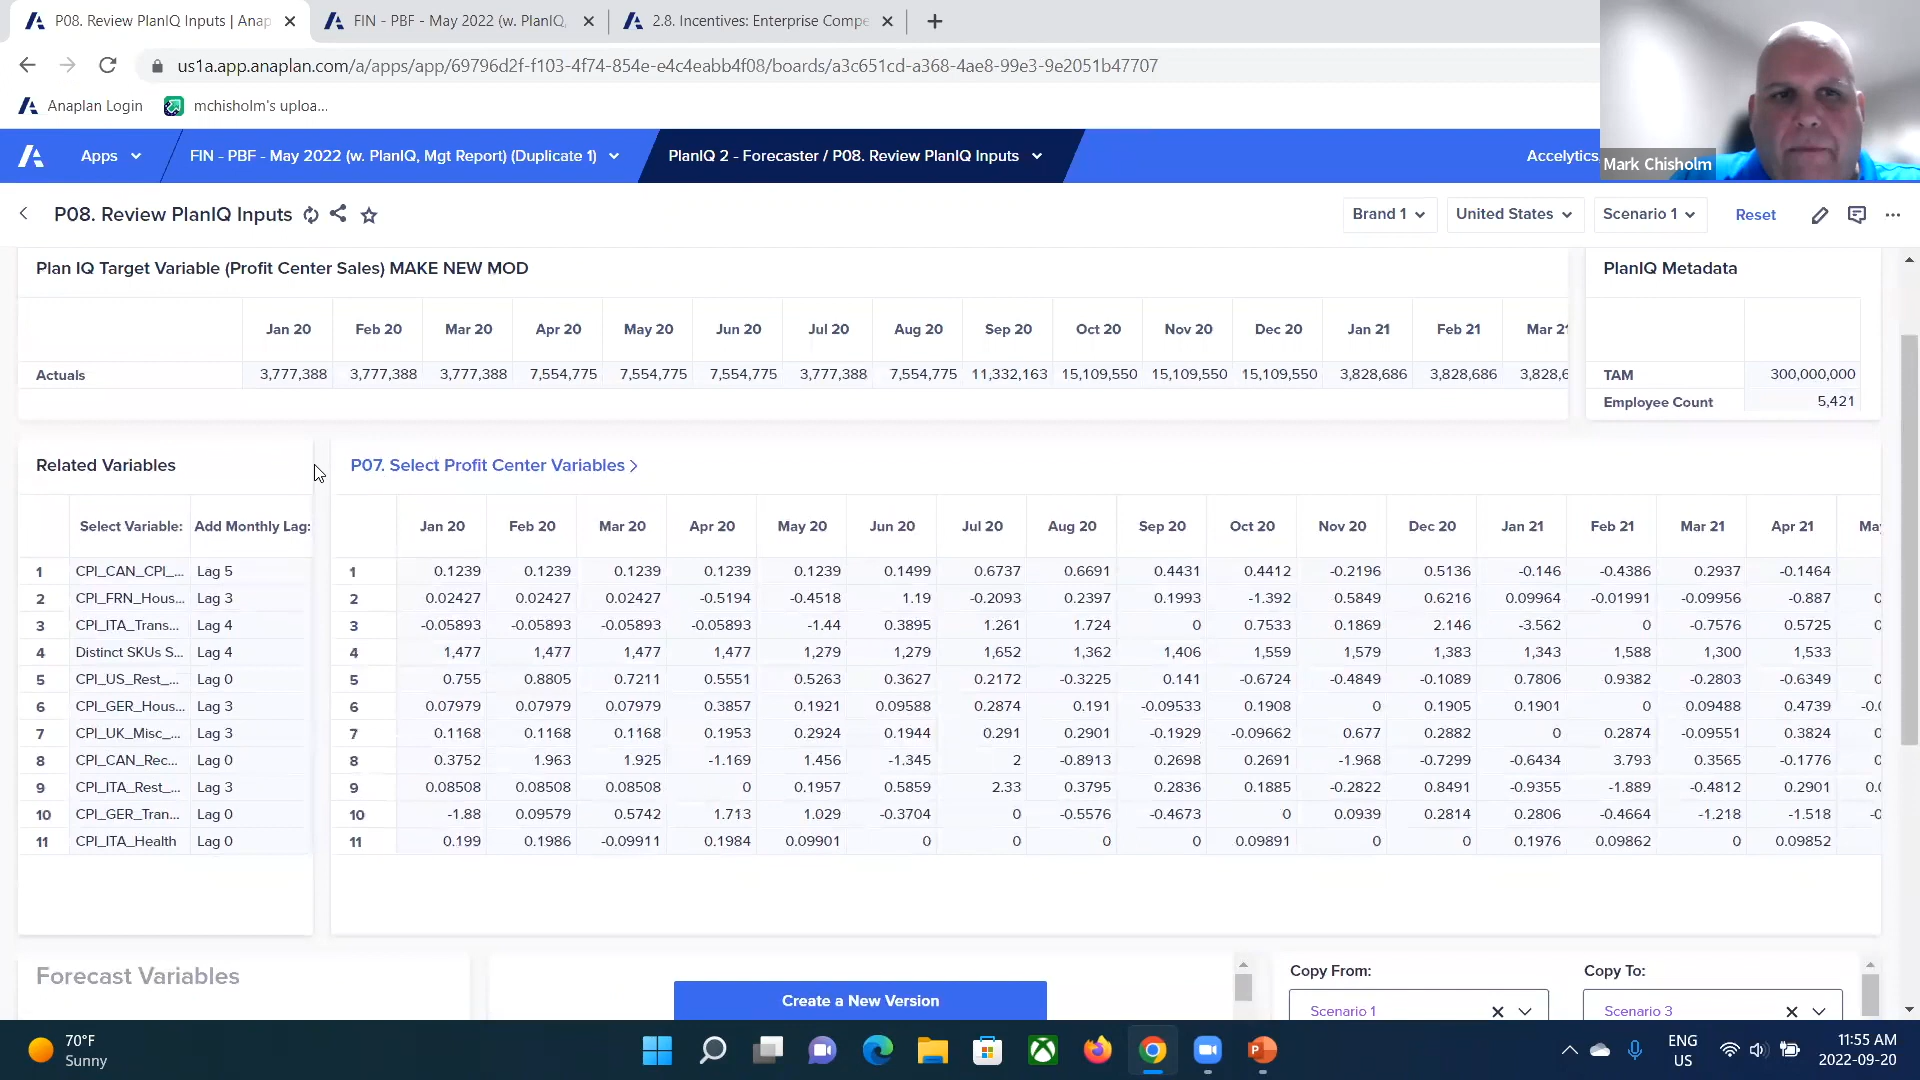 P08. Review PlanIQ Inputs | Anap
FIN - PBF - May 2022 (w. PlanIQ,
2.8. Incentives: Enterprise Compe
us1a.app.anaplan.com/a/apps/app/69796d2f-f103-4f74-854e-e4c4eabb4f08/boards/a3c651cd-a368-4ae8-99e3-9e2051b47707
Anaplan Login mchisholm's uploa...
Apps FIN - PBF - May 2022 (w. PlanIQ, Mgt Report) (Duplicate 1) PlanIQ 2 - Forecaster / P08. Review PlanIQ Inputs Accelytics
Mark Chisholm
P08. Review PlanIQ Inputs Brand 1 United States Scenario 1 Reset
Plan IQ Target Variable (Profit Center Sales) MAKE NEW MOD
Jan 20 Feb 20 Mar 20 Apr 20 May 20 Jun 20 Jul 20 Aug 20 Sep 20 Oct 20 Nov 20 Dec 20 Jan 21 Feb 21 Mar 21
Actuals 3,777,388 3,777,388 3,777,388 7,554,775 7,554,775 7,554,775 3,777,388 7,554,775 11,332,163 15,109,550 15,109,550 15,109,550 3,828,686 3,828,686 3,828,6
PlanIQ Metadata
TAM 300,000,000
Employee Count 5,421
Related Variables
Select Variable: Add Monthly Lag:
1 CPI_CAN_CPI_... Lag 5
2 CPI_FRN_Hous... Lag 3
3 CPI_ITA_Trans... Lag 4
4 Distinct SKUs S... Lag 4
5 CPI_US_Rest_... Lag 0
6 CPI_GER_Hous... Lag 3
7 CPI_UK_Misc_... Lag 3
8 CPI_CAN_Rec... Lag 0
9 CPI_ITA_Rest_... Lag 3
10 CPI_GER_Tran... Lag 0
11 CPI_ITA_Health Lag 0
P07. Select Profit Center Variables
Jan 20 Feb 20 Mar 20 Apr 20 May 20 Jun 20 Jul 20 Aug 20 Sep 20 Oct 20 Nov 20 Dec 20 Jan 21 Feb 21 Mar 21 Apr 21 Ma
1 0.1239 0.1239 0.1239 0.1239 0.1239 0.1499 0.6737 0.6691 0.4431 0.4412 -0.2196 0.5136 -0.146 -0.4386 0.2937 -0.1464
2 0.02427 0.02427 0.02427 -0.5194 -0.4518 1.19 -0.2093 0.2397 0.1993 -1.392 0.5849 0.6216 0.09964 -0.01991 -0.09956 -0.887 0
3 -0.05893 -0.05893 -0.05893 -0.05893 -1.44 0.3895 1.261 1.724 0 0.7533 0.1869 2.146 -3.562 0 -0.7576 0.5725 0
4 1,477 1,477 1,477 1,477 1,279 1,279 1,652 1,362 1,406 1,559 1,579 1,383 1,343 1,588 1,300 1,533
5 0.755 0.8805 0.7211 0.5551 0.5263 0.3627 0.2172 -0.3225 0.141 -0.6724 -0.4849 -0.1089 0.7806 0.9382 -0.2803 -0.6349 0
6 0.07979 0.07979 0.07979 0.3857 0.1921 0.09588 0.2874 0.191 -0.09533 0.1908 0 0.1905 0.1901 0 0.09488 0.4739 -0.0
7 0.1168 0.1168 0.1168 0.1953 0.2924 0.1944 0.291 0.2901 -0.1929 -0.09662 0.677 0.2882 0 0.2874 -0.09551 0.3824 0
8 0.3752 1.963 1.925 -1.169 1.456 -1.345 2 -0.8913 0.2698 0.2691 -1.968 -0.7299 -0.6434 3.793 0.3565 -0.1776 0
9 0.08508 0.08508 0.08508 0 0.1957 0.5859 2.33 0.3795 0.2836 0.1885 -0.2822 0.8491 -0.9355 -1.889 -0.4812 0.2901 0.0
10 -1.88 0.09579 0.5742 1.713 1.029 -0.3704 0 -0.5576 -0.4673 0 0.0939 0.2814 0.2806 -0.4664 -1.218 -1.518 -0
11 0.199 0.1986 -0.09911 0.1984 0.09901 0 0 0 0 0.09891 0 0 0.1976 0.09862 0 0.09852
Forecast Variables
Create a New Version
Copy From: Copy To:
Scenario 1 Scenario 3
70°F
Sunny
ENG
US
11:55 AM
2022-09-20